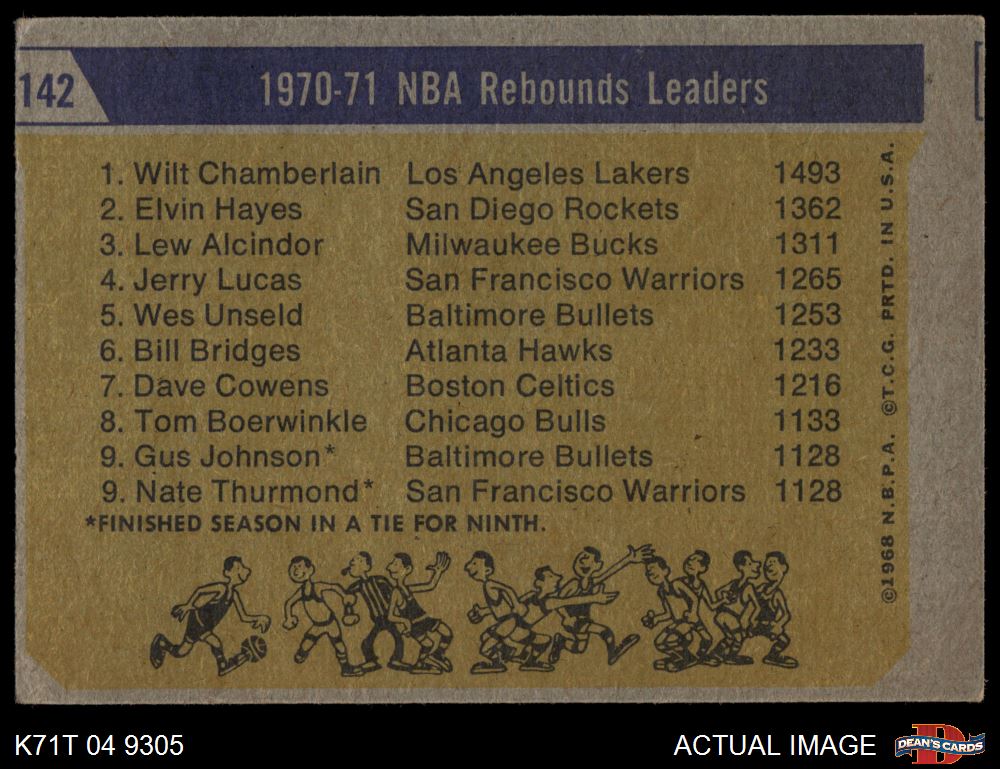 142
1970-71 NBA Rebounds Leaders
1. Wilt Chamberlain Los Angeles Lakers 1493
2. Elvin Hayes San Diego Rockets 1362
3. Lew Alcindor Milwaukee Bucks 1311
4. Jerry Lucas San Francisco Warriors 1265
5. Wes Unseld Baltimore Bullets 1253
6. Bill Bridges Atlanta Hawks 1233
7. Dave Cowens Boston Celtics 1216
8. Tom Boerwinkle Chicago Bulls 1133
9. Gus Johnson* Baltimore Bullets 1128
9. Nate Thurmond* San Francisco Warriors 1128
*FINISHED SEASON IN A TIE FOR NINTH.
©1968 N.B.P.A. ©T.C.G. PRTD. IN U.S.A.
K71T 04 9305
ACTUAL IMAGE
DEAN'S CARDS